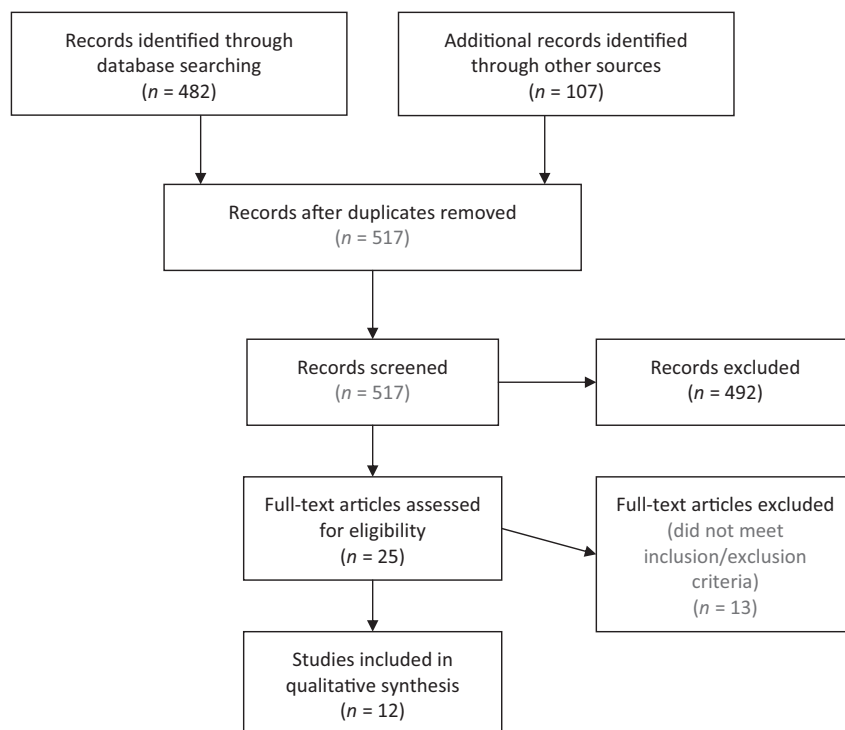 Records identified through
database searching
(n = 482)
Additional records identified
through other sources
(n = 107)
Records after duplicates removed
(n = 517)
Records screened
(n = 517)
Records excluded
(n = 492)
Full-text articles assessed
for eligibility
(n = 25)
Full-text articles excluded
(did not meet
inclusion/exclusion
criteria)
(n = 13)
Studies included in
qualitative synthesis
(n = 12)